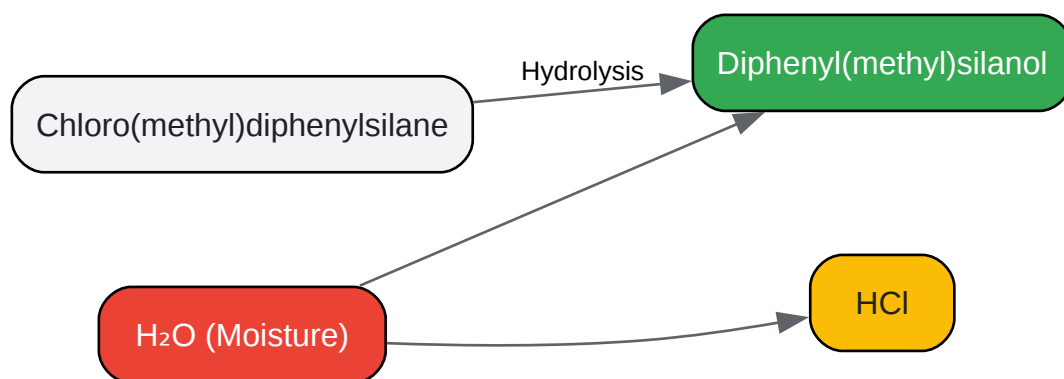 Chloro(methyl)diphenylsilane
Hydrolysis
Diphenyl(methyl)silanol
H₂O (Moisture)
HCl